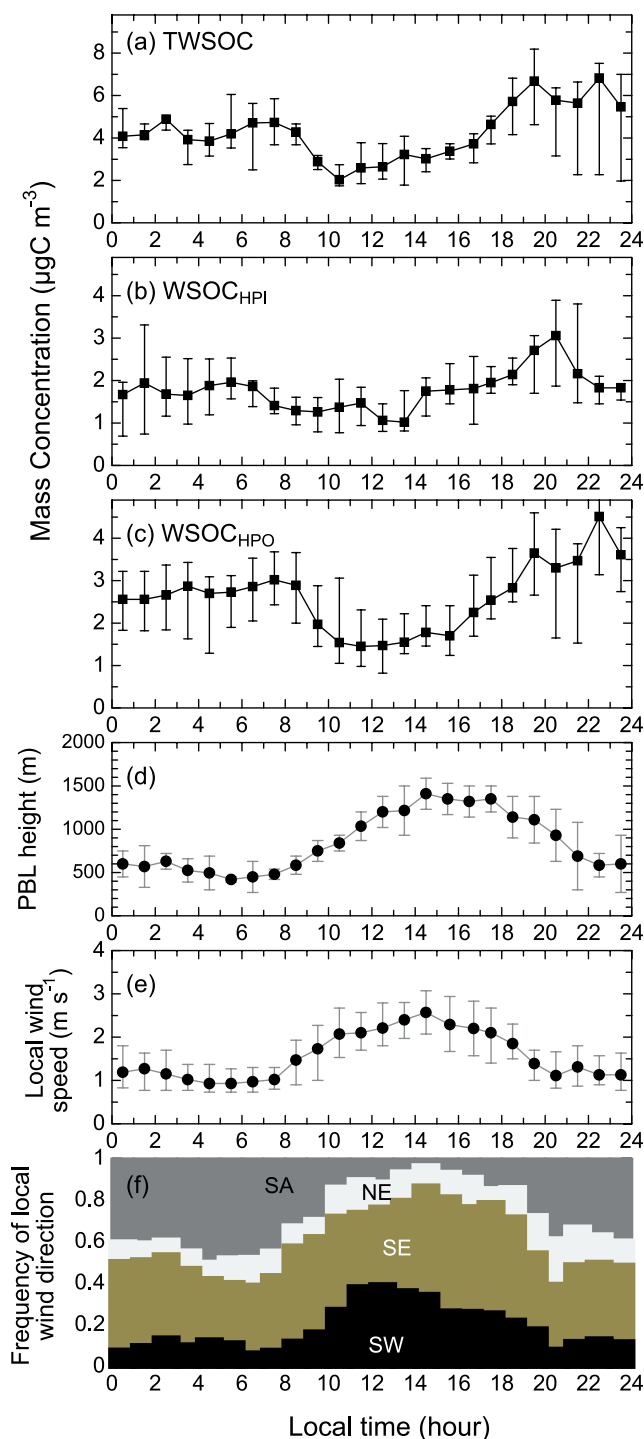 Mass Concentration (µgC m⁻³)
(a) TWSOC
8
6
4
2
0
0 2 4 6 8 10 12 14 16 18 20 22 24
(b) WSOC_HPI
4
3
2
1
0
0 2 4 6 8 10 12 14 16 18 20 22 24
(c) WSOC_HPO
4
3
2
1
0
0 2 4 6 8 10 12 14 16 18 20 22 24
PBL height (m)
(d)
2000
1500
1000
500
0
0 2 4 6 8 10 12 14 16 18 20 22 24
Local wind
speed (m s⁻¹)
(e)
4
3
2
1
0
0 2 4 6 8 10 12 14 16 18 20 22 24
Frequency of local
wind direction
(f)
SA
NE
SE
SW
1
0.8
0.6
0.4
0.2
0
0 2 4 6 8 10 12 14 16 18 20 22 24
Local time (hour)